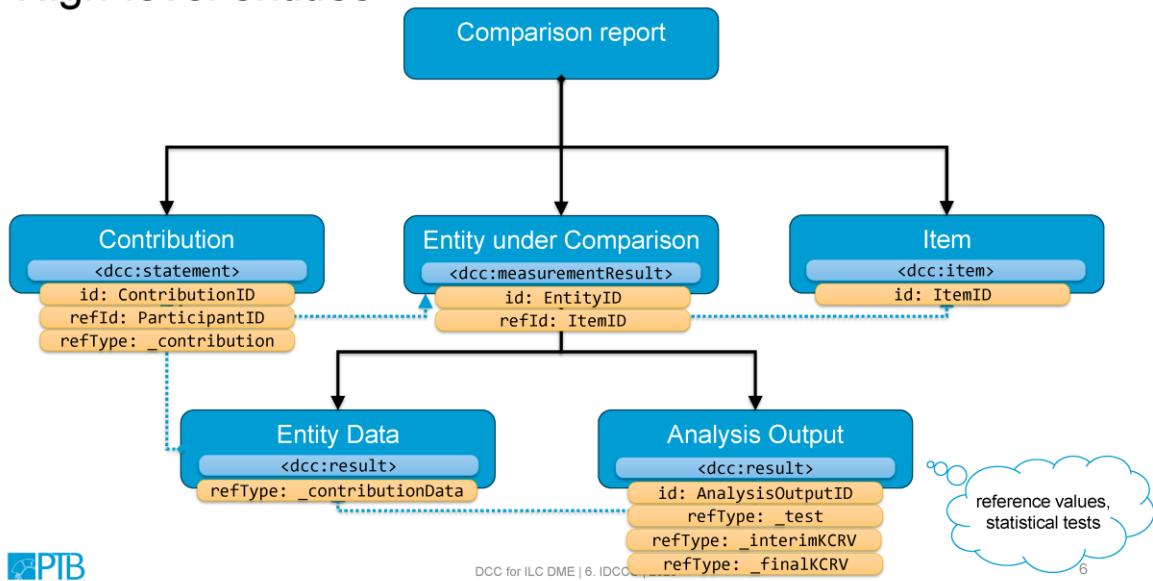 Comparison report
Contribution
<dcc:statement>
id: ContributionID
refId: ParticipantID
refType: _contribution
Entity under Comparison
<dcc:measurementResult>
id: EntityID
refId: ItemID
Item
<dcc:item>
id: ItemID
Entity Data
<dcc:result>
refType: _contributionData
Analysis Output
<dcc:result>
id: AnalysisOutputID
refType: _test
refType: _interimKCRV
refType: _finalKCRV
reference values,
statistical tests
PTB
DCC for ILC DME | 6.
6